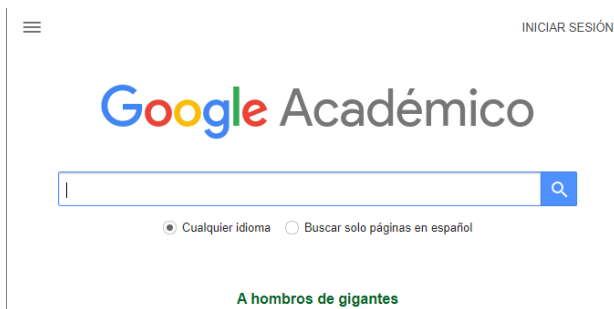 INICIAR SESIÓN
Google Académico
Cualquier idioma Buscar solo páginas en español
A hombros de gigantes